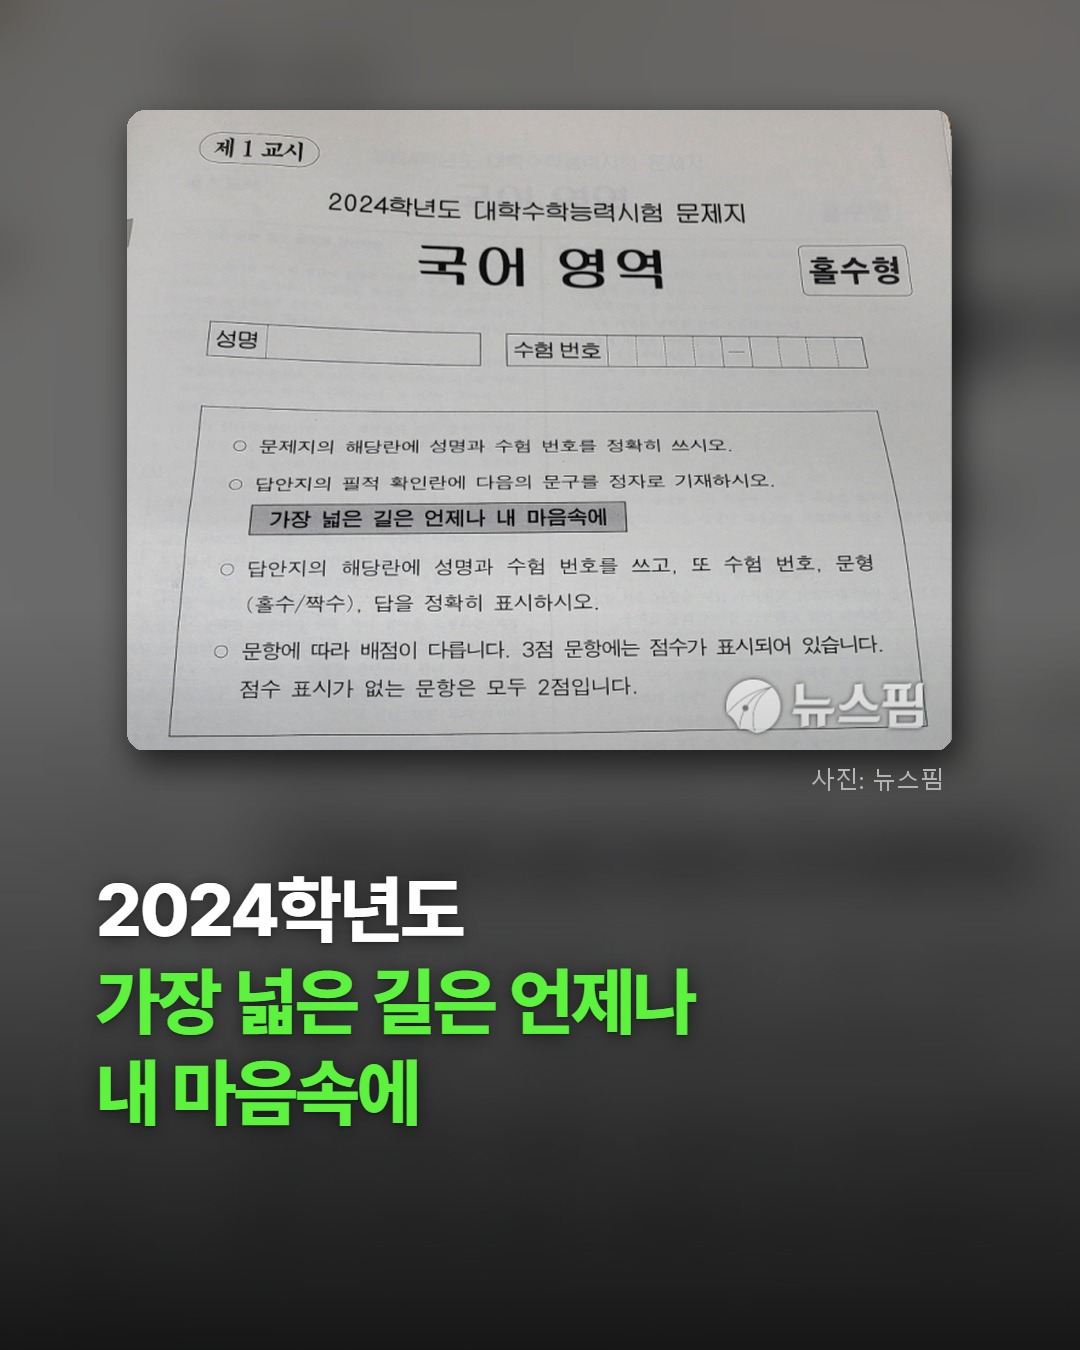 제 1 교시
2024학년도 대학수학능력시험 문제지
국어 영역
홀수형
성명
수험 번호
–
○ 문제지의 해당란에 성명과 수험 번호를 정확히 쓰시오.
○ 답안지의 필적 확인란에 다음의 문구를 정자로 기재하시오.
가장 넓은 길은 언제나 내 마음속에
○ 답안지의 해당란에 성명과 수험 번호를 쓰고, 또 수험 번호, 문형
(홀수/짝수), 답을 정확히 표시하시오.
○ 문항에 따라 배점이 다릅니다. 3점 문항에는 점수가 표시되어 있습니다.
점수 표시가 없는 문항은 모두 2점입니다.
뉴스핌
사진: 뉴스핌
2024학년도
가장 넓은 길은 언제나
내 마음속에